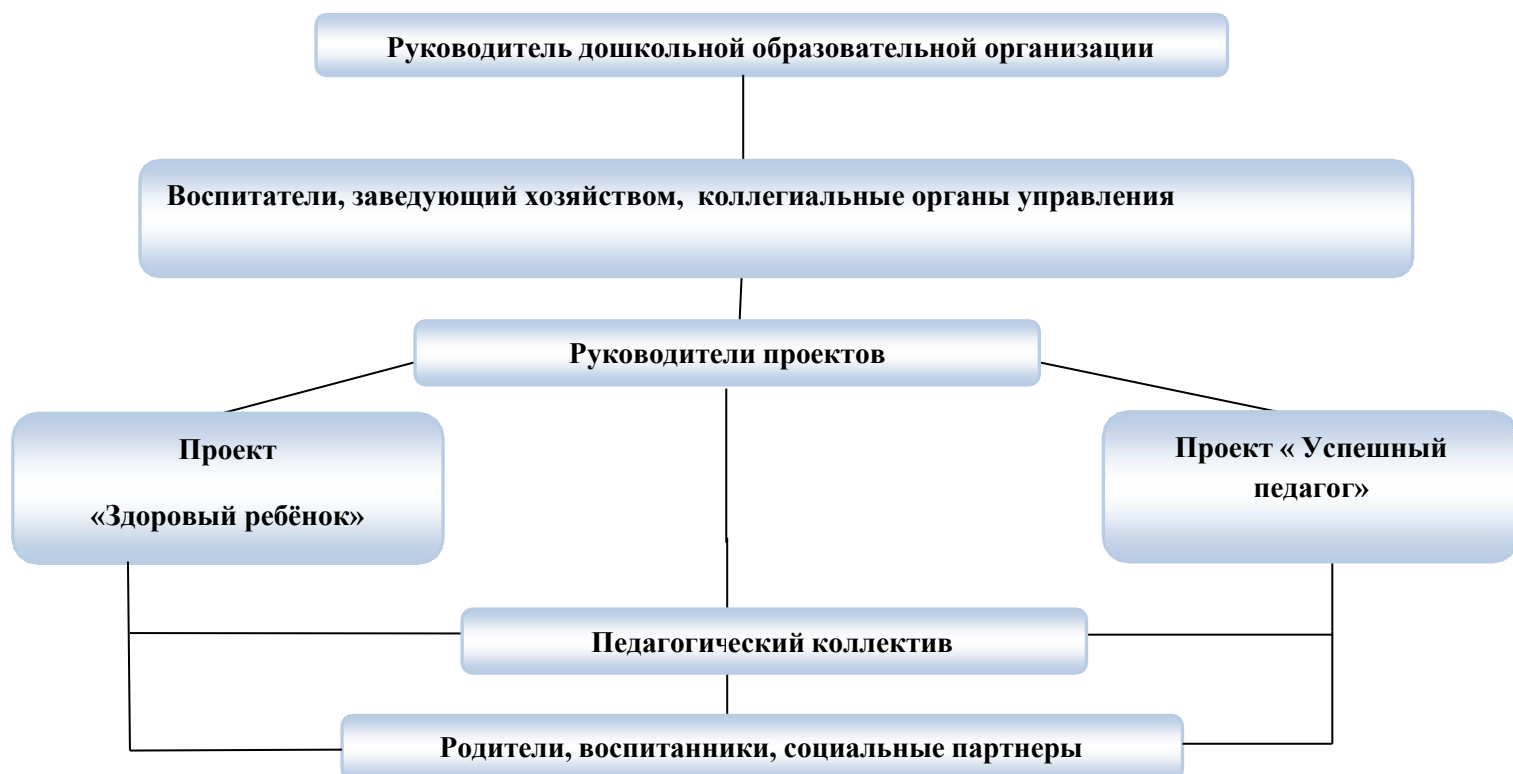 Руководитель дошкольной образовательной организации
Воспитатели, заведующий хозяйством, коллегиальные органы управления
Руководители проектов
Проект
«Здоровый ребёнок»
Проект « Успешный
педагог»
Педагогический коллектив
Родители, воспитанники, социальные партнеры